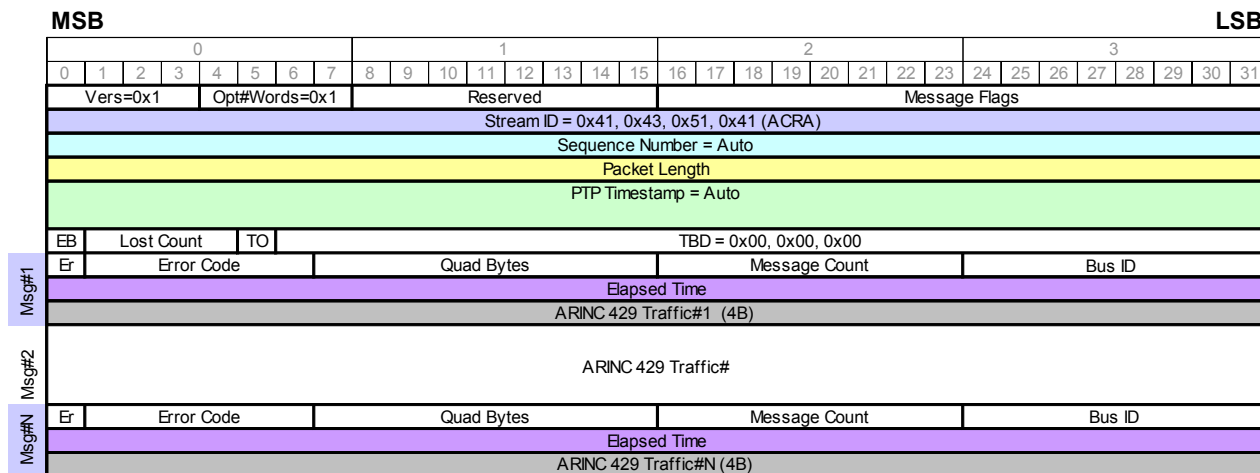 MSB LSB
0 1 2 3
0 1 2 3 4 5 6 7 8 9 10 11 12 13 14 15 16 17 18 19 20 21 22 23 24 25 26 27 28 29 30 31
Vers=0x1 Opt#Words=0x1 Reserved Message Flags
Stream ID = 0x41, 0x43, 0x51, 0x41 (ACRA)
Sequence Number = Auto
Packet Length
PTP Timestamp = Auto
EB Lost Count TO TBD = 0x00, 0x00, 0x00
Msg#1
Er Error Code Quad Bytes Message Count Bus ID
Elapsed Time
ARINC 429 Traffic#1 (4B)
Msg#2
ARINC 429 Traffic#
Msg#N
Er Error Code Quad Bytes Message Count Bus ID
Elapsed Time
ARINC 429 Traffic#N (4B)